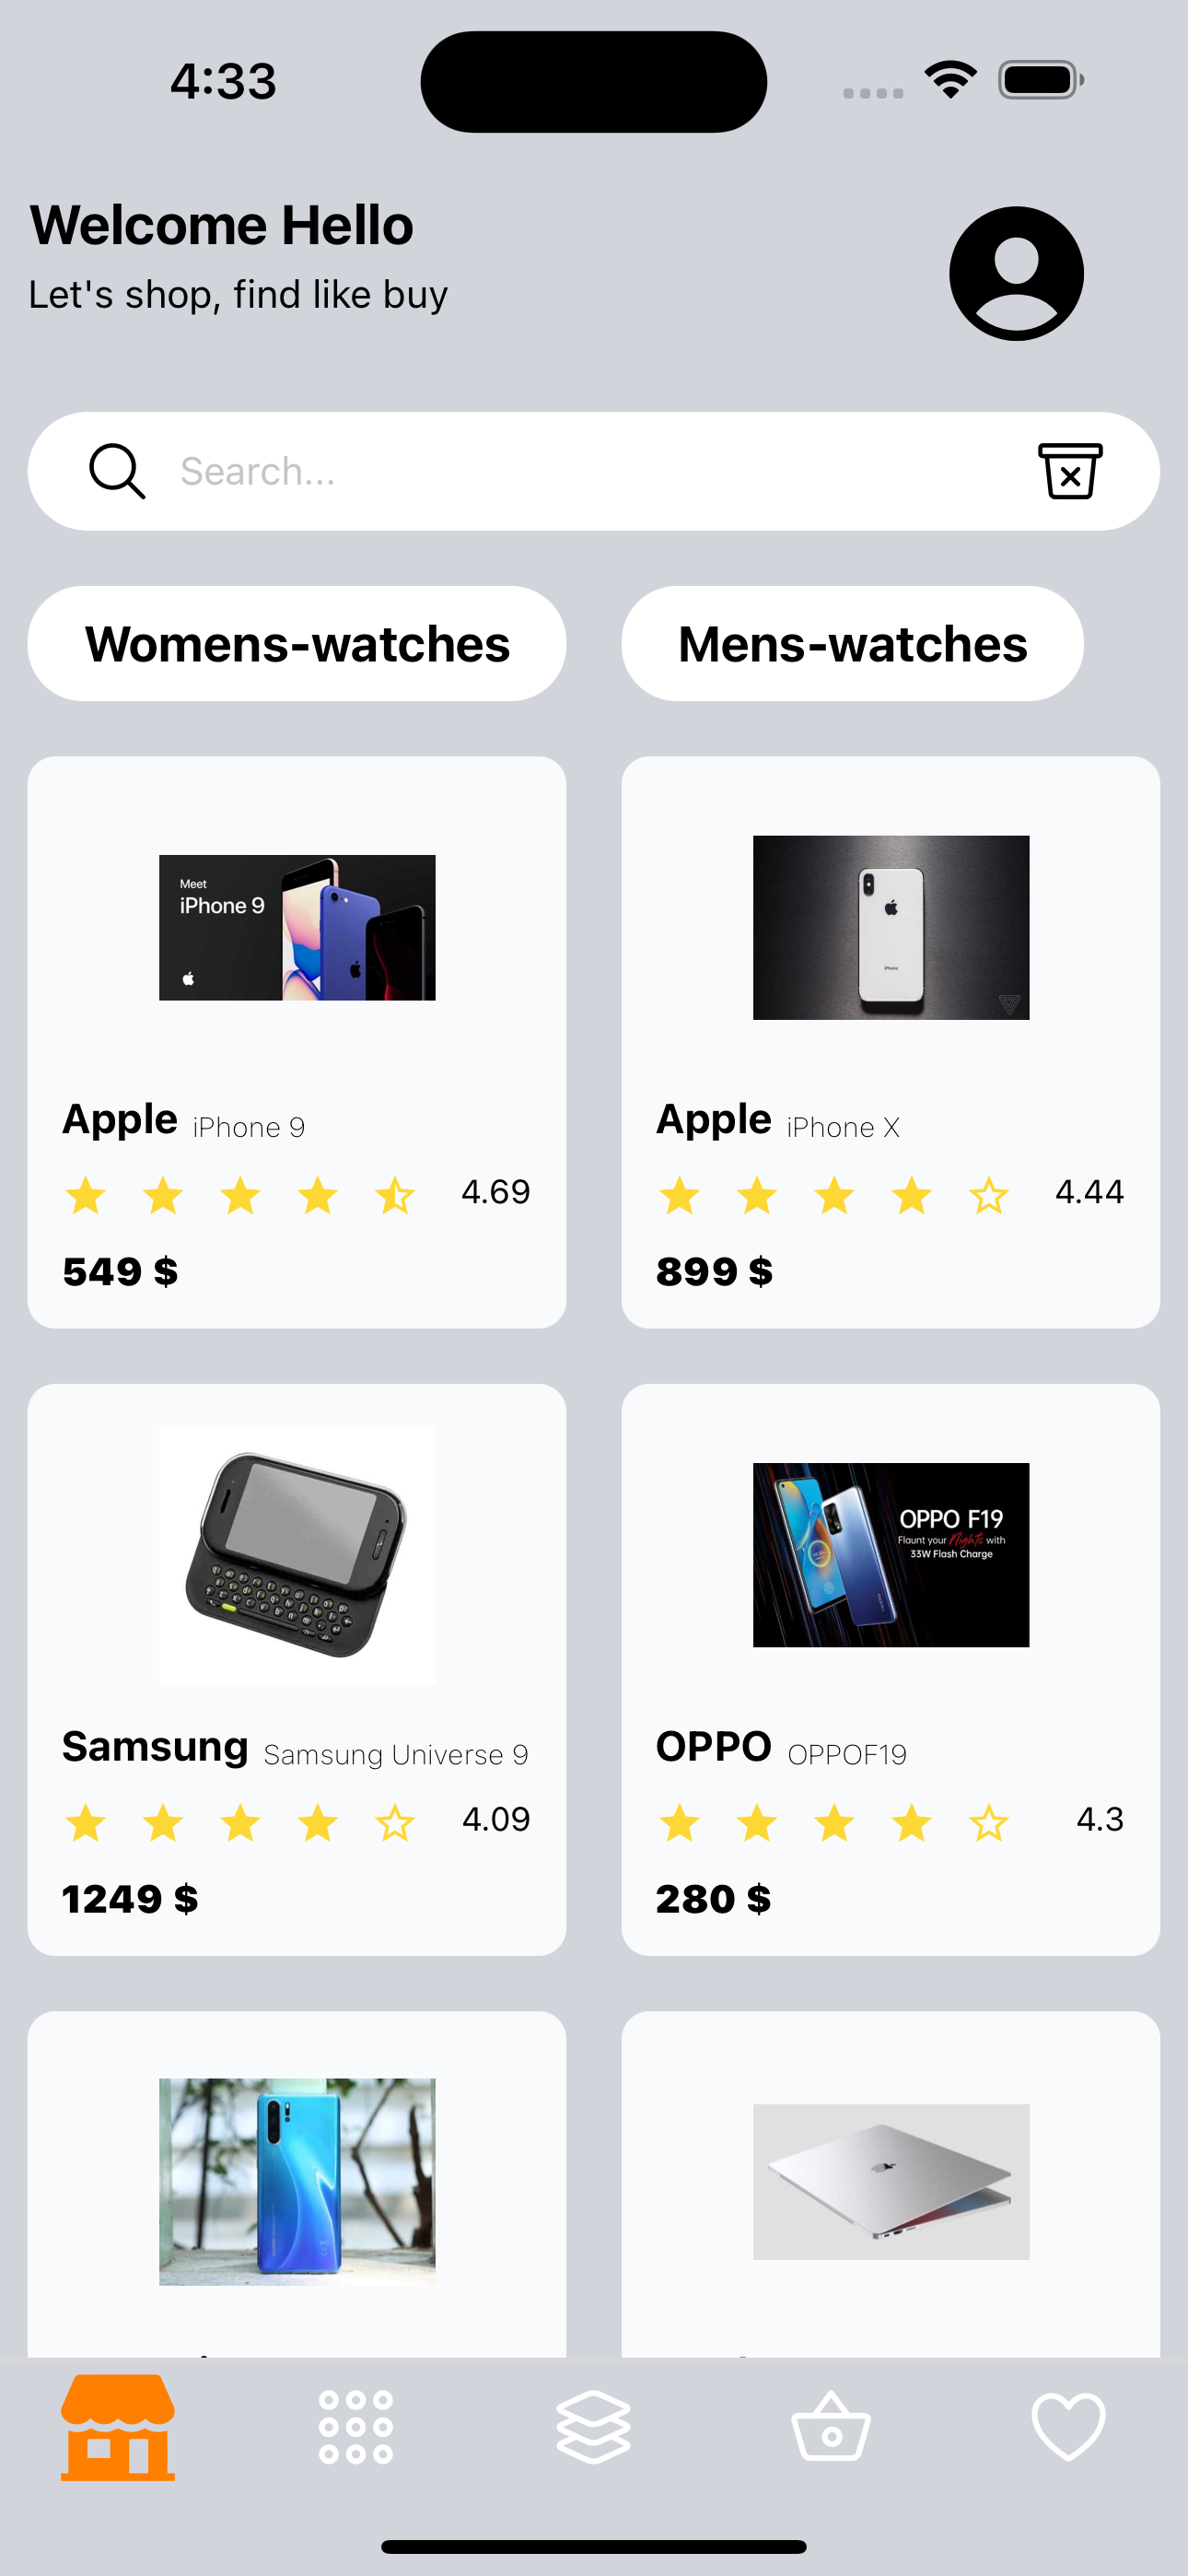 4:33
Welcome Hello
Let's shop, find like buy
Search...
Womens-watches
Mens-watches
Meet
iPhone 9
iPhone
Apple iPhone 9
4.69
549 $
Apple iPhone X
4.44
899 $
OPPO F19
Flaunt your Nights with
33W Flash Charge
Samsung Samsung Universe 9
4.09
1249 $
OPPO OPPOF19
4.3
280 $